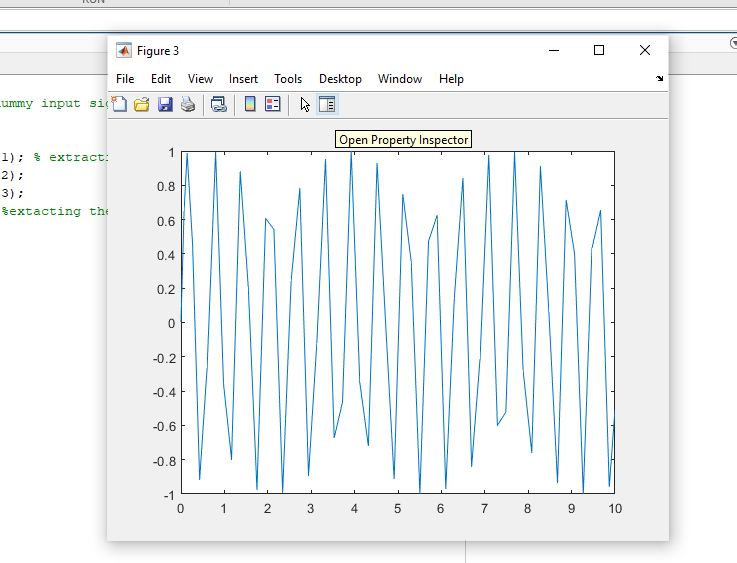 RUN
Figure 3
File Edit View Insert Tools Desktop Window Help
ummy input sig
Open Property Inspector
1); % extracti
2);
3);
%extacting the
1
0.8
0.6
0.4
0.2
0
-0.2
-0.4
-0.6
-0.8
-1
0 1 2 3 4 5 6 7 8 9 10